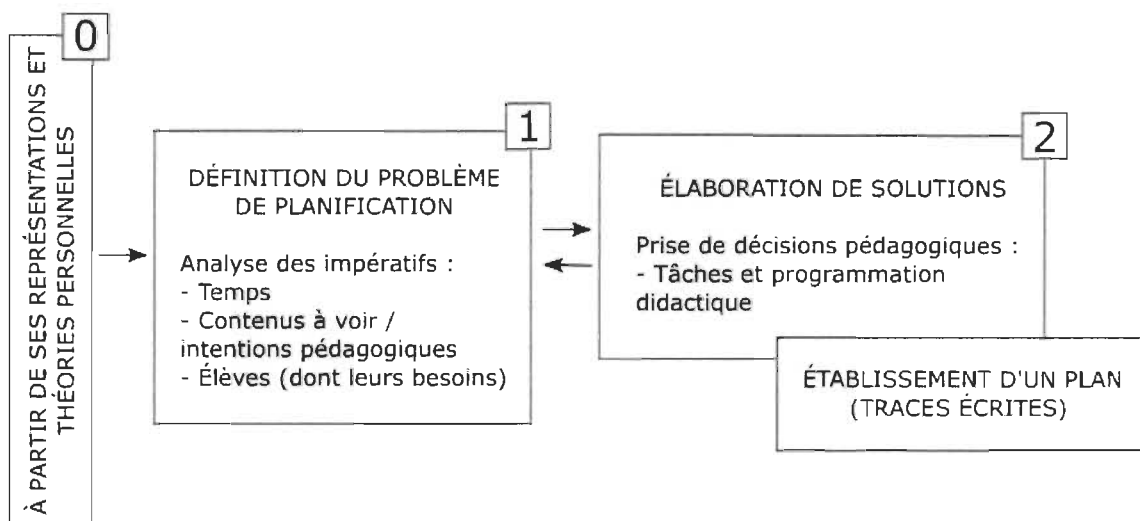 0
À PARTIR DE SES REPRÉSENTATIONS ET
THÉORIES PERSONNELLES
1
DÉFINITION DU PROBLÈME
DE PLANIFICATION
Analyse des impératifs :
- Temps
- Contenus à voir /
intentions pédagogiques
- Élèves (dont leurs besoins)
2
ÉLABORATION DE SOLUTIONS
Prise de décisions pédagogiques :
- Tâches et programmation
didactique
ÉTABLISSEMENT D'UN PLAN
(TRACES ÉCRITES)